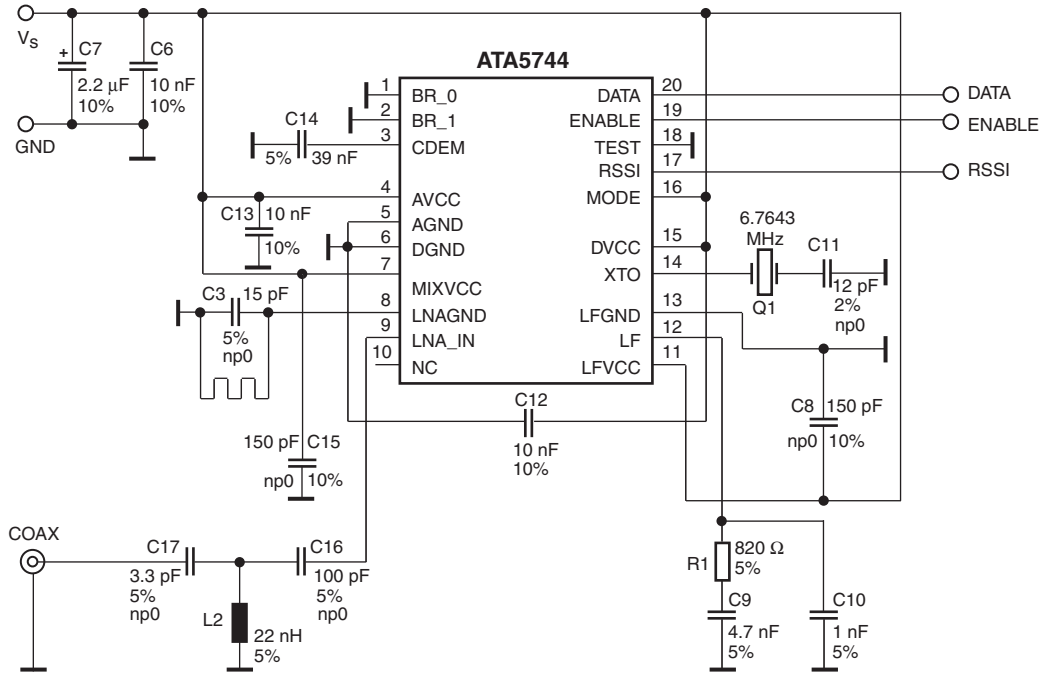 V_S
+ C7
2.2 μF
10%
C6
10 nF
10%
GND
ATA5744
1 BR_0
2 BR_1
3 CDEM
4 AVCC
5 AGND
6 DGND
7 MIXVCC
8 LNAGND
9 LNA_IN
10 NC
DATA 20
ENABLE 19
TEST 18
RSSI 17
MODE 16
DVCC 15
XTO 14
LFGND 13
LF 12
LFVCC 11
DATA
ENABLE
RSSI
C14
5% 39 nF
C13 10 nF
10%
C3 15 pF
5%
np0
6.7643
MHz
Q1
C11
12 pF
2%
np0
C12
10 nF
10%
C8 150 pF
np0 10%
150 pF C15
np0 10%
COAX
C17
3.3 pF
5%
np0
C16
100 pF
5%
np0
L2
22 nH
5%
R1
820 Ω
5%
C9
4.7 nF
5%
C10
1 nF
5%